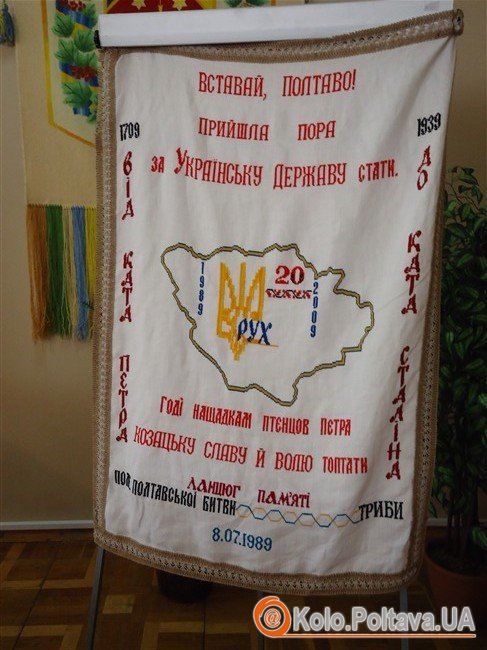 ВСТАВАЙ, ПОЛТАВО!
ПРИЙШЛА ПОРА
ЗА УКРАЇНСЬКУ ДЕРЖАВУ СТАТИ.
1709
ВІД КАТА ПЕТРА
1939
ДО КАТА СТАЛІНА
1989
20
РУХ
2009
ГОДІ НАЩАДКАМ ПТЕНЦОВ ПЕТРА
КОЗАЦЬКУ СЛАВУ Й ВОЛЮ ТОПТАТИ
ЛАНЦЮГ ПАМ'ЯТІ
ПОЛЕ ПОЛТАВСЬКОЇ БИТВИ
ТРИБИ
8.07.1989
@Kolo.Poltava.UA